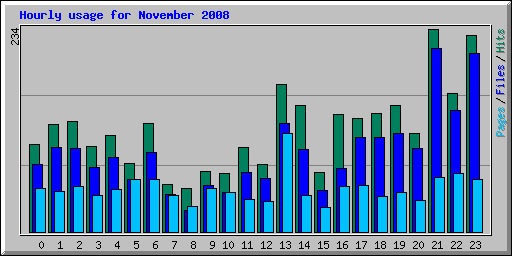 Hourly usage for November 2008
234
Pages / Files / Hits
0 1 2 3 4 5 6 7 8 9 10 11 12 13 14 15 16 17 18 19 20 21 22 23